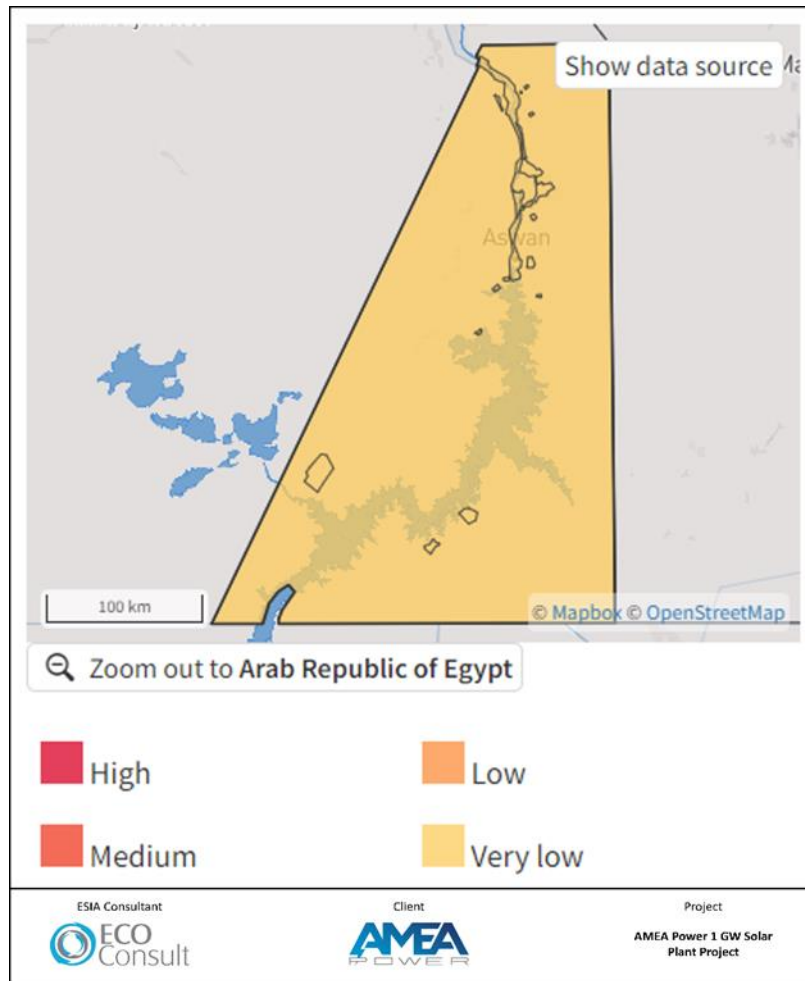 Show data source
Aswan
100 km
© Mapbox © OpenStreetMap
Zoom out to Arab Republic of Egypt
High
Low
Medium
Very low
ESIA Consultant
Client
Project
ECO
Consult
AMEA
POWER
AMEA Power 1 GW Solar
Plant Project